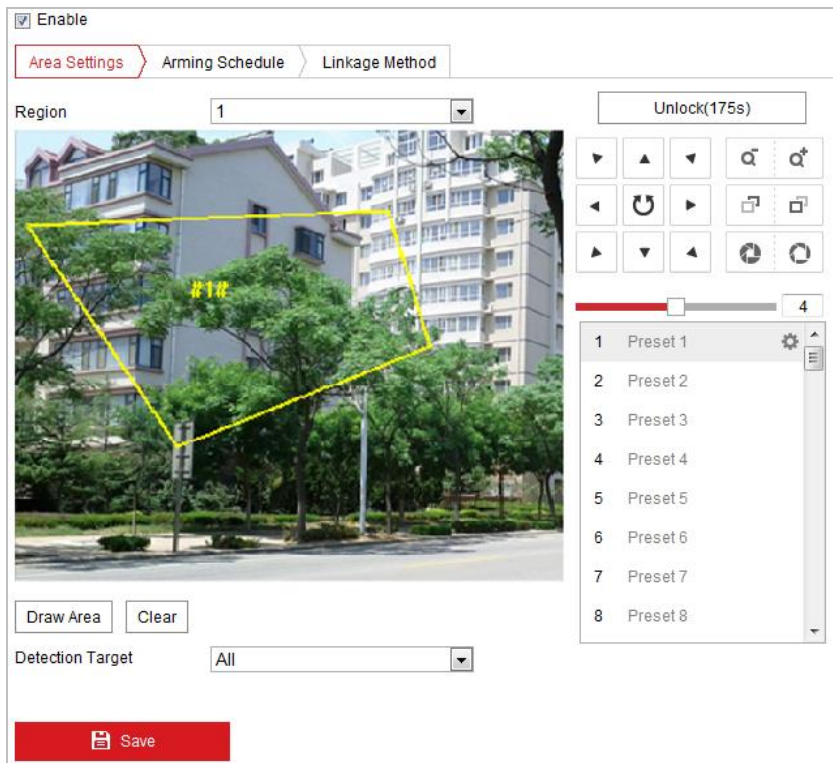 Enable
Area Settings
Arming Schedule
Linkage Method
Region
1
Unlock(175s)
#1#
4
1 Preset 1
2 Preset 2
3 Preset 3
4 Preset 4
5 Preset 5
6 Preset 6
7 Preset 7
8 Preset 8
Draw Area
Clear
Detection Target
All
Save